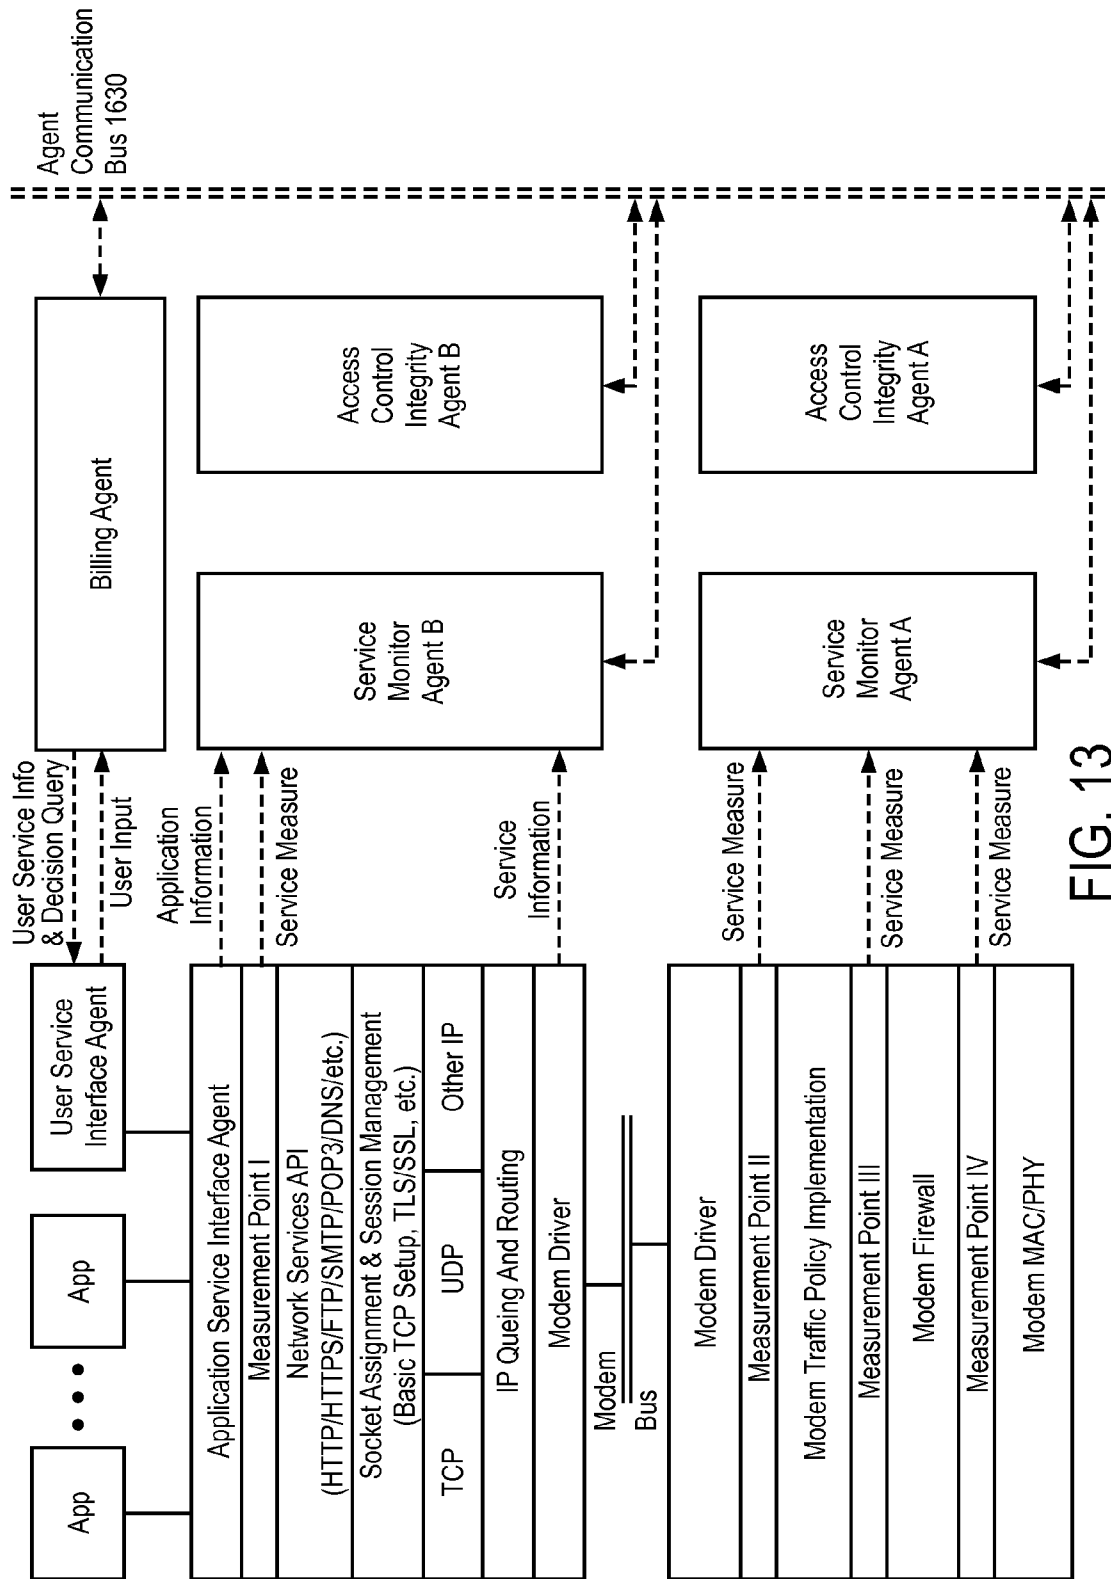 App
App
User Service
Interface Agent
User Service Info
& Decision Query
User Input
Billing Agent
Agent
Communication
Bus 1630
Application Service Interface Agent
Measurement Point I
Network Services API
(HTTP/HTTPS/FTP/SMTP/POP3/DNS/etc.)
Socket Assignment & Session Management
(Basic TCP Setup, TLS/SSL, etc.)
TCP
UDP
Other IP
IP Queing And Routing
Modem Driver
Application
Information
Service Measure
Service
Information
Service
Monitor
Agent B
Access
Control
Integrity
Agent B
Modem
Bus
Modem Driver
Measurement Point II
Modem Traffic Policy Implementation
Measurement Point III
Modem Firewall
Measurement Point IV
Modem MAC/PHY
Service Measure
Service Measure
Service Measure
Service
Monitor
Agent A
Access
Control
Integrity
Agent A
FIG. 13